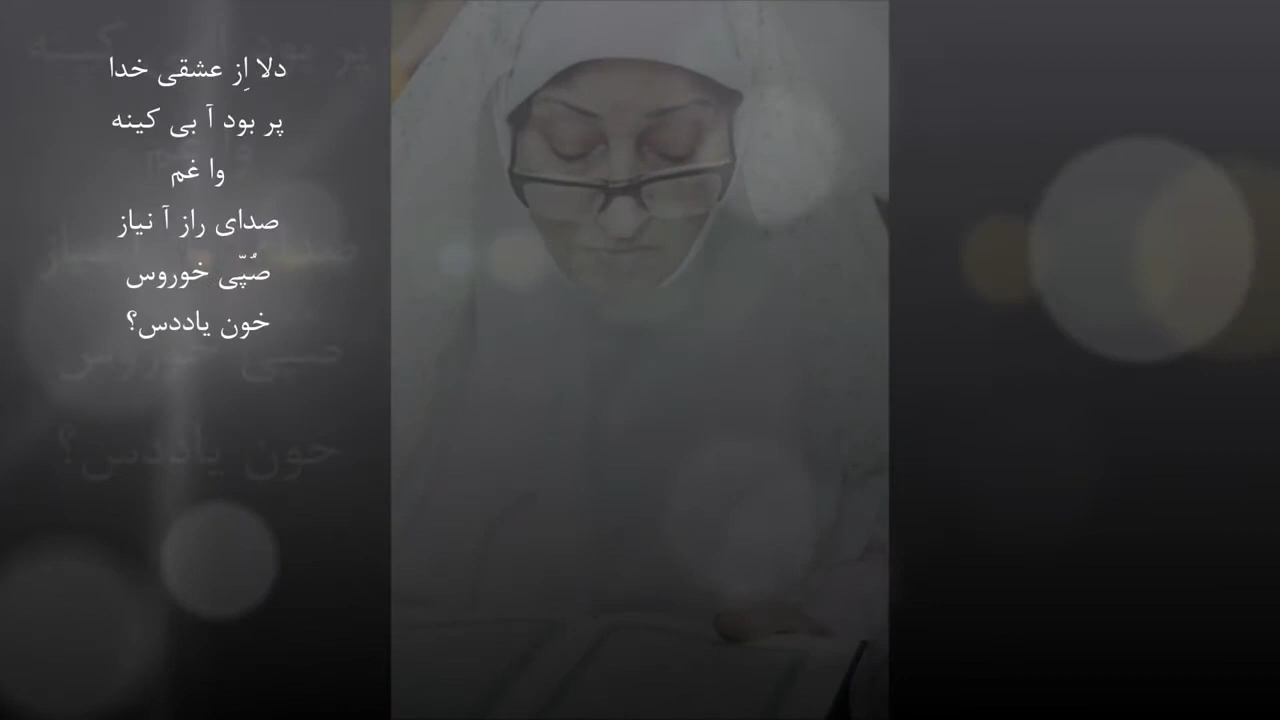 دلا اِز عشقی خدا
پر بود آ بی کینه
وا غم
صدای راز آ نیاز
صُپّی خوروس
خون یاددس؟